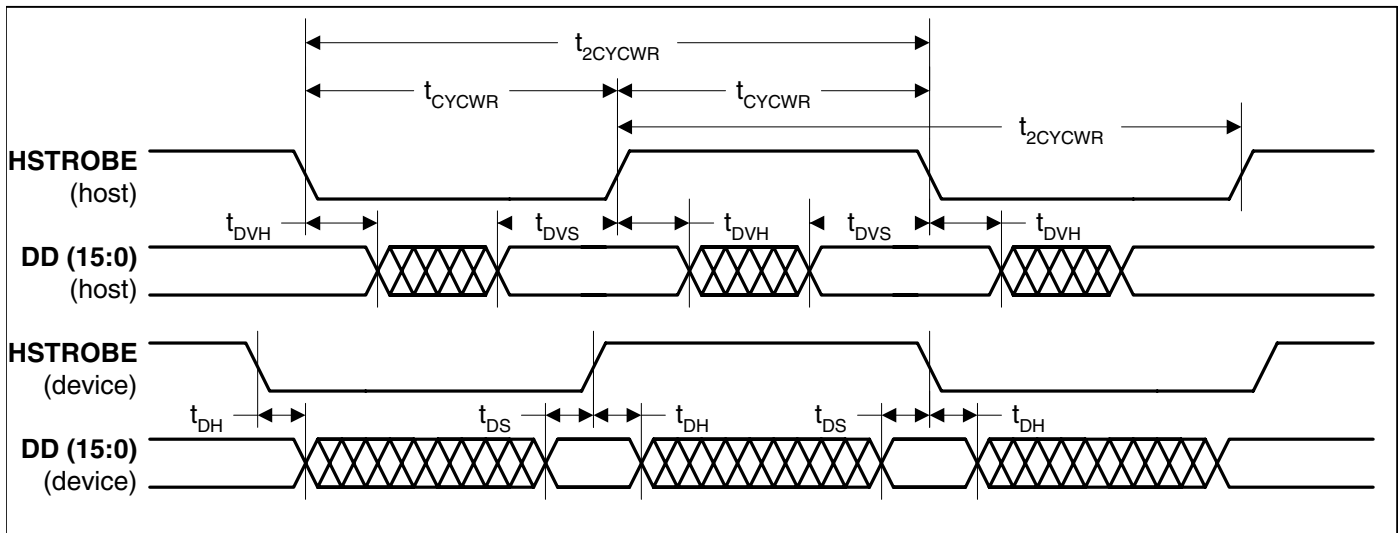 t2CYCWR
tCYCWR tCYCWR
t2CYCWR
HSTROBE
(host)
tDVH tDVS tDVH tDVS tDVH
DD (15:0)
(host)
HSTROBE
(device)
tDH tDS tDH tDS tDH
DD (15:0)
(device)